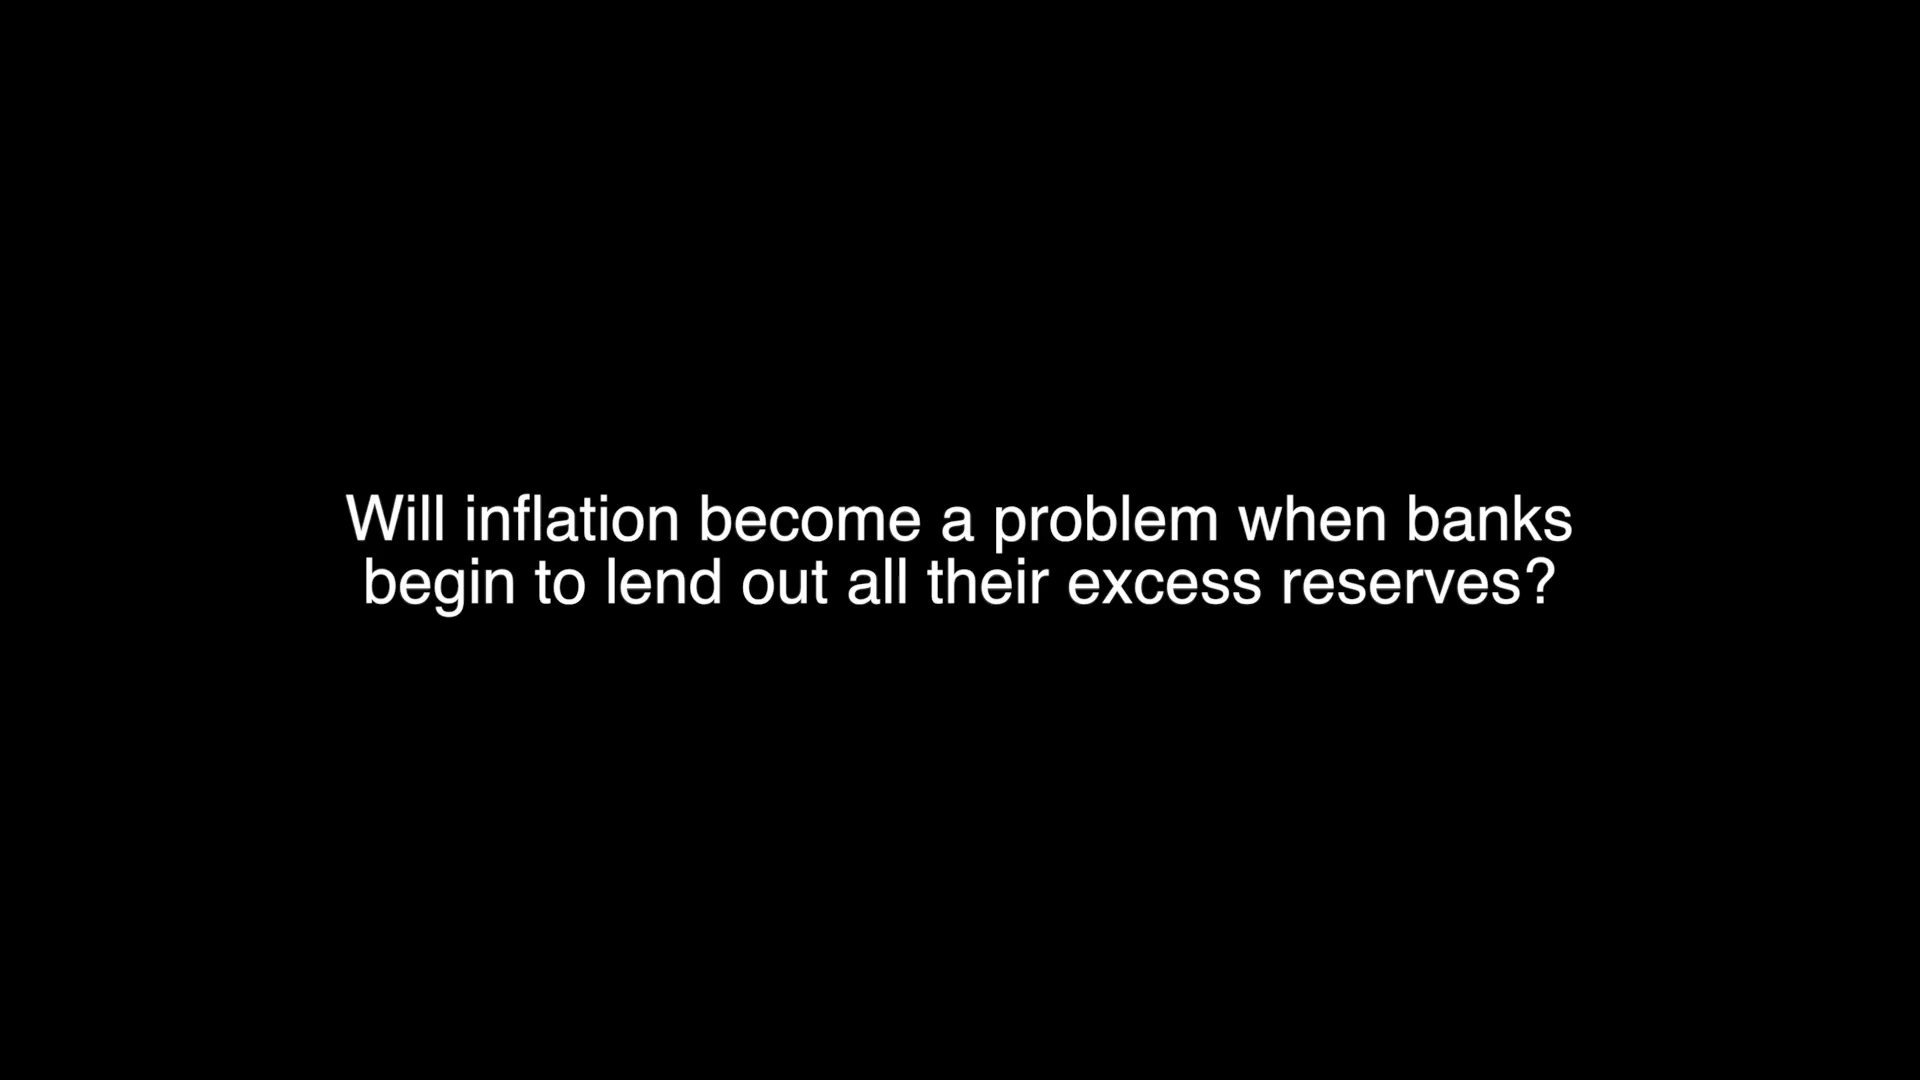 Will inflation become a problem when banks
begin to lend out all their excess reserves?